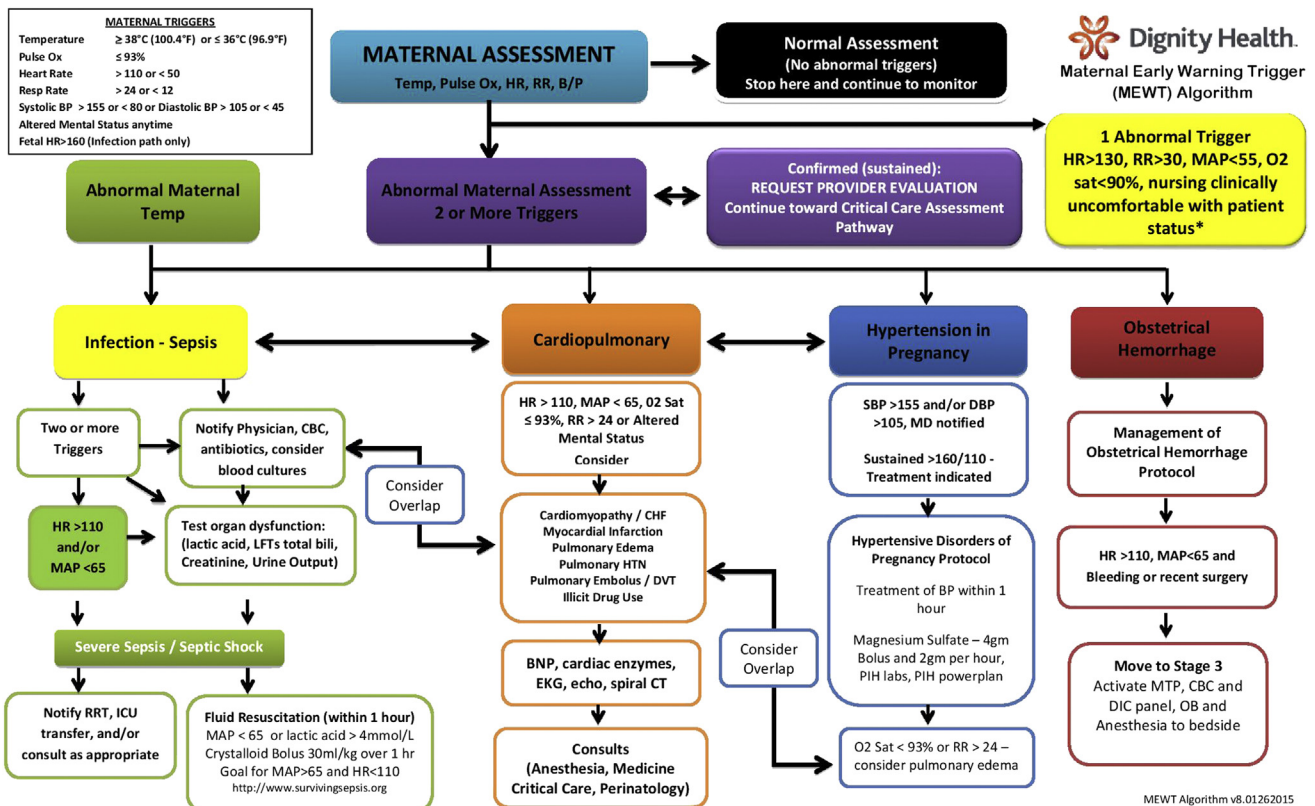 MATERNAL TRIGGERS
Temperature ≥ 38°C (100.4°F) or ≤ 36°C (96.9°F)
Pulse Ox ≤ 93%
Heart Rate > 110 or < 50
Resp Rate > 24 or < 12
Systolic BP > 155 or < 80 or Diastolic BP > 105 or < 45
Altered Mental Status anytime
Fetal HR>160 (Infection path only)
MATERNAL ASSESSMENT
Temp, Pulse Ox, HR, RR, B/P
Normal Assessment
(No abnormal triggers)
Stop here and continue to monitor
Dignity Health.
Maternal Early Warning Trigger
(MEWT) Algorithm
1 Abnormal Trigger
HR>130, RR>30, MAP<55, O2
sat<90%, nursing clinically
uncomfortable with patient
status*
Abnormal Maternal
Temp
Abnormal Maternal Assessment
2 or More Triggers
Confirmed (sustained):
REQUEST PROVIDER EVALUATION
Continue toward Critical Care Assessment
Pathway
Infection - Sepsis
Cardiopulmonary
Hypertension in
Pregnancy
Obstetrical
Hemorrhage
Two or more
Triggers
Notify Physician, CBC,
antibiotics, consider
blood cultures
HR >110
and/or
MAP <65
Test organ dysfunction:
(lactic acid, LFTs total bili,
Creatinine, Urine Output)
Severe Sepsis / Septic Shock
Notify RRT, ICU
transfer, and/or
consult as appropriate
Fluid Resuscitation (within 1 hour)
MAP < 65 or lactic acid > 4mmol/L
Crystalloid Bolus 30ml/kg over 1 hr
Goal for MAP>65 and HR<110
http://www.survivingsepsis.org
Consider
Overlap
HR > 110, MAP < 65, 02 Sat
≤ 93%, RR > 24 or Altered
Mental Status
Consider
Cardiomyopathy / CHF
Myocardial Infarction
Pulmonary Edema
Pulmonary HTN
Pulmonary Embolus / DVT
Illicit Drug Use
BNP, cardiac enzymes,
EKG, echo, spiral CT
Consults
(Anesthesia, Medicine
Critical Care, Perinatology)
Consider
Overlap
SBP >155 and/or DBP
>105, MD notified
Sustained >160/110 -
Treatment indicated
Hypertensive Disorders of
Pregnancy Protocol
Treatment of BP within 1
hour
Magnesium Sulfate – 4gm
Bolus and 2gm per hour,
PIH labs, PIH powerplan
O2 Sat < 93% or RR > 24 –
consider pulmonary edema
Management of
Obstetrical Hemorrhage
Protocol
HR >110, MAP<65 and
Bleeding or recent surgery
Move to Stage 3
Activate MTP, CBC and
DIC panel, OB and
Anesthesia to bedside
MEWT Algorithm v8.01262015